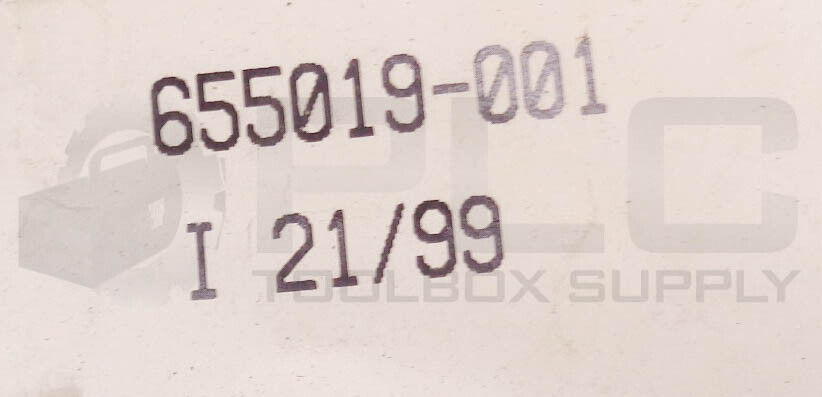 655019-001
I 21/99
PLC
TOOLBOX SUPPLY